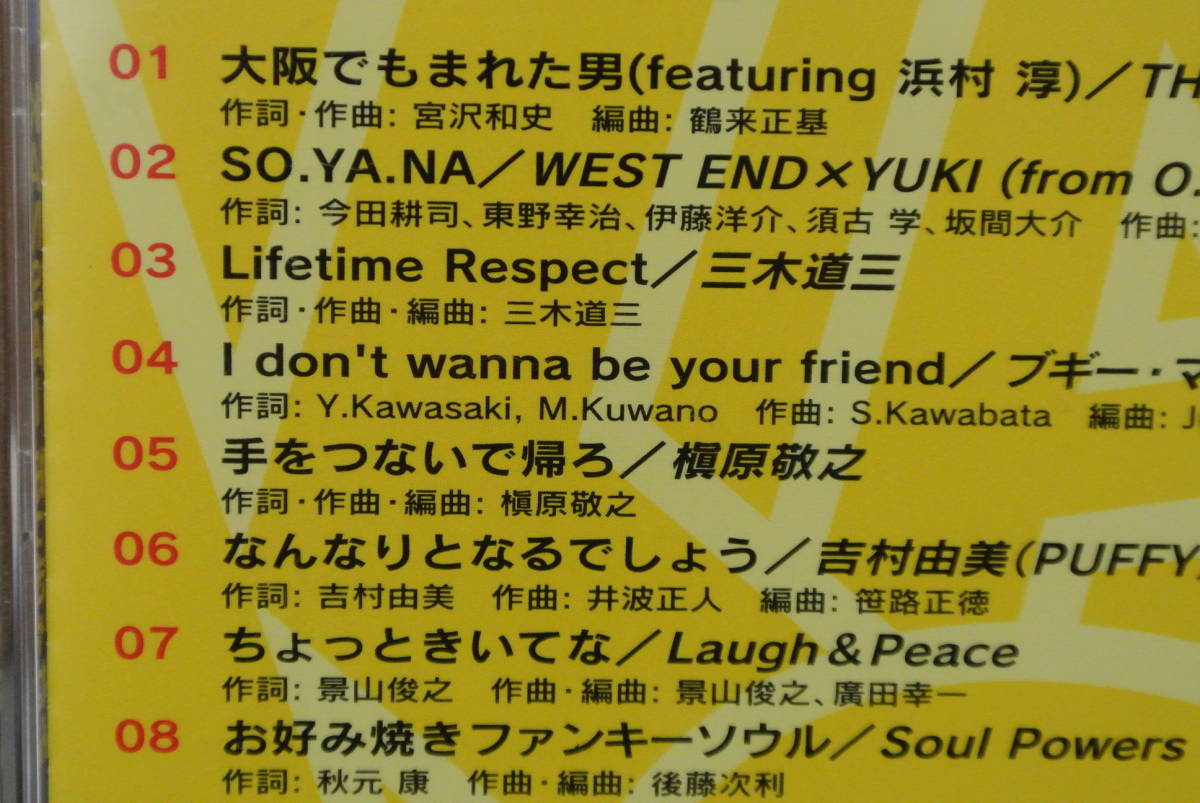 01 大阪でもまれた男(featuring 浜村 淳)／TH
作詞・作曲: 宮沢和史 編曲: 鶴来正基
02 SO.YA.NA／WEST END×YUKI (from O.
作詞: 今田耕司、東野幸治、伊藤洋介、須古 学、坂間大介 作曲:
03 Lifetime Respect／三木道三
作詞・作曲・編曲: 三木道三
04 I don't wanna be your friend／ブギー・マ
作詞: Y.Kawasaki, M.Kuwano 作曲: S.Kawabata 編曲: J
05 手をつないで帰ろ／槇原敬之
作詞・作曲・編曲: 槇原敬之
06 なんなりとなるでしょう／吉村由美(PUFFY)
作詞: 吉村由美 作曲: 井波正人 編曲: 笹路正徳
07 ちょっときいてな／Laugh&Peace
作詞: 景山俊之 作曲・編曲: 景山俊之、廣田幸一
08 お好み焼きファンキーソウル／Soul Powers
作詞: 秋元 康 作曲・編曲: 後藤次利